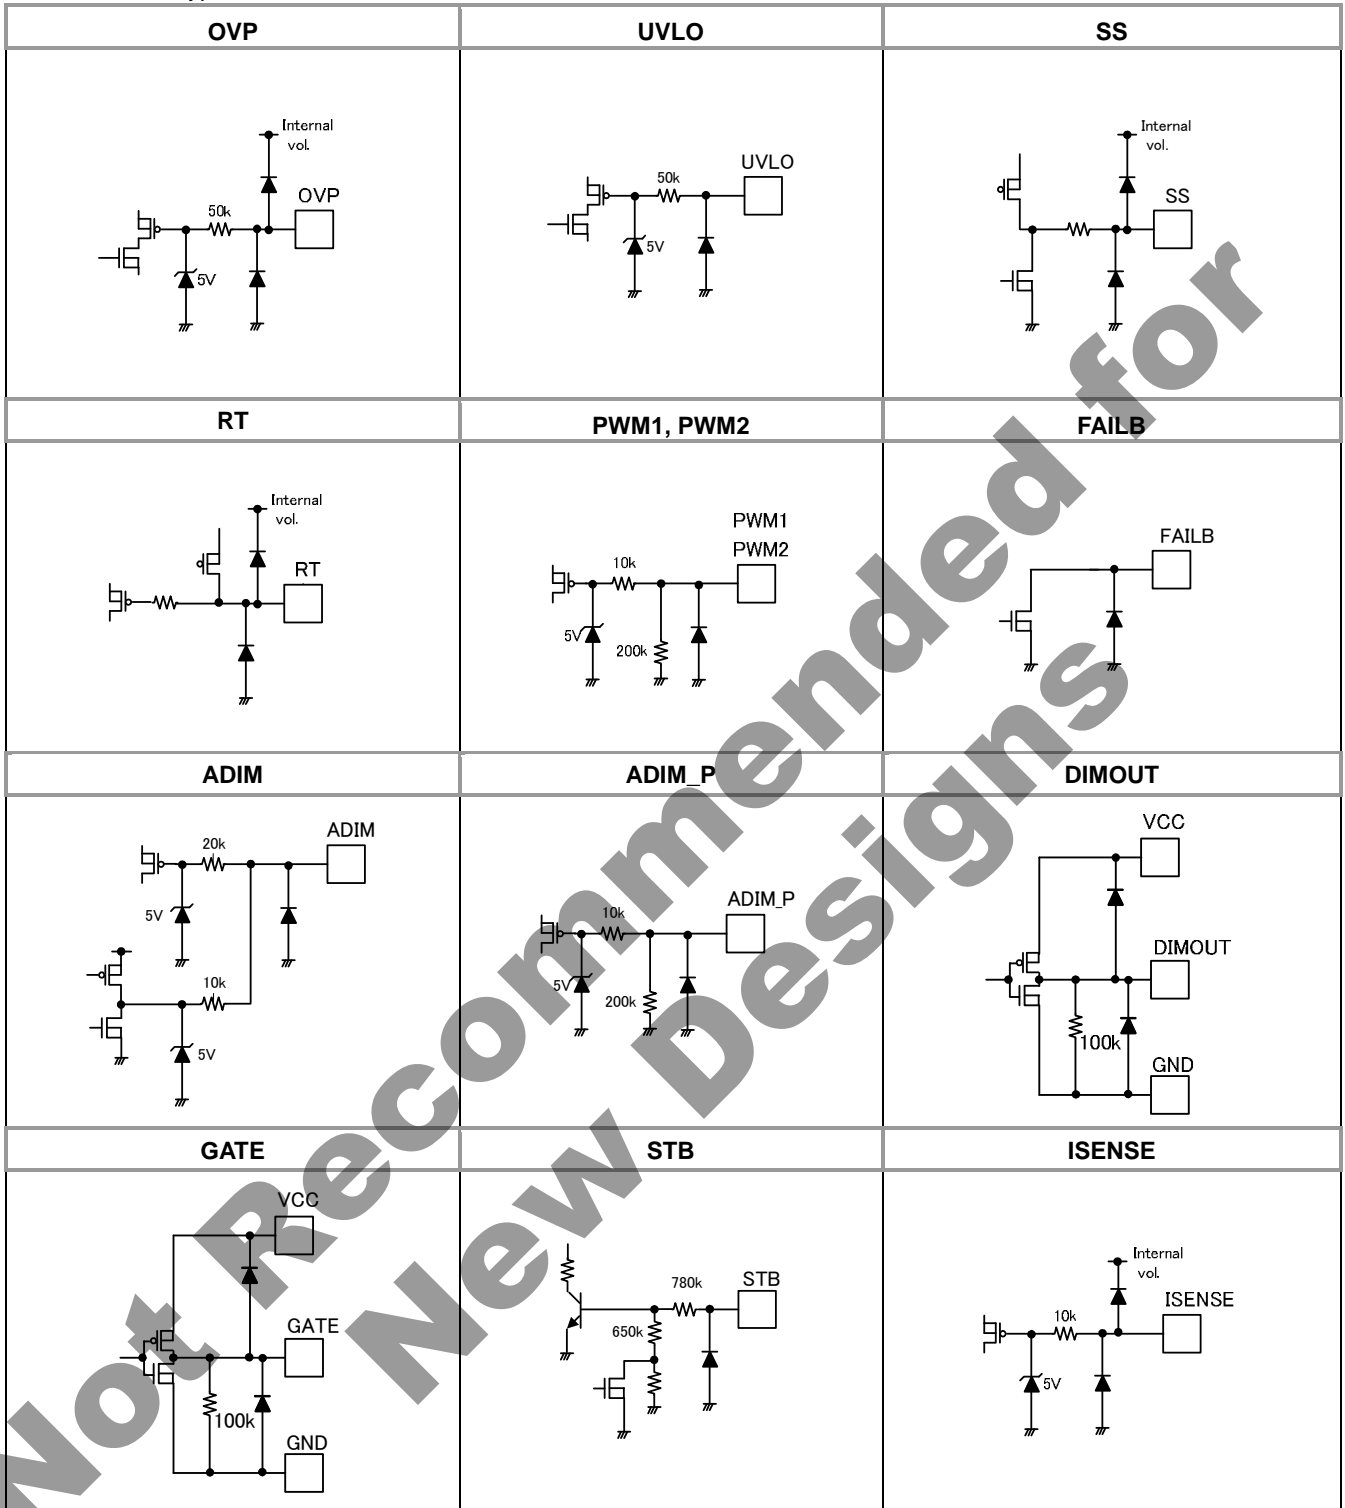 OVP
UVLO
SS
Internal
vol.
OVP
50k
5V
UVLO
50k
5V
Internal
vol.
SS
RT
PWM1, PWM2
FAILB
Internal
vol.
RT
PWM1
PWM2
10k
5V
200k
FAILB
ADIM
ADIM_P
DIMOUT
ADIM
20k
5V
10k
5V
ADIM_P
10k
5V
200k
VCC
DIMOUT
100k
GND
GATE
STB
ISENSE
VCC
GATE
100k
GND
STB
780k
650k
Internal
vol.
ISENSE
10k
5V
Not Recommended for
New Designs